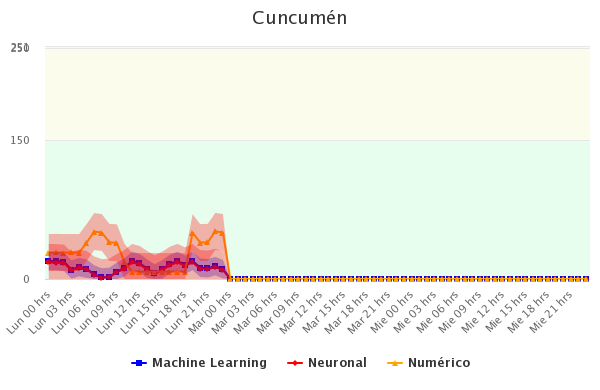 Cuncumén
250
150
0
Lun 00 hrs
Lun 03 hrs
Lun 06 hrs
Lun 09 hrs
Lun 12 hrs
Lun 15 hrs
Lun 18 hrs
Lun 21 hrs
Mar 00 hrs
Mar 03 hrs
Mar 06 hrs
Mar 09 hrs
Mar 12 hrs
Mar 15 hrs
Mar 18 hrs
Mar 21 hrs
Mie 00 hrs
Mie 03 hrs
Mie 06 hrs
Mie 09 hrs
Mie 12 hrs
Mie 15 hrs
Mie 18 hrs
Mie 21 hrs
Machine Learning Neuronal Numérico